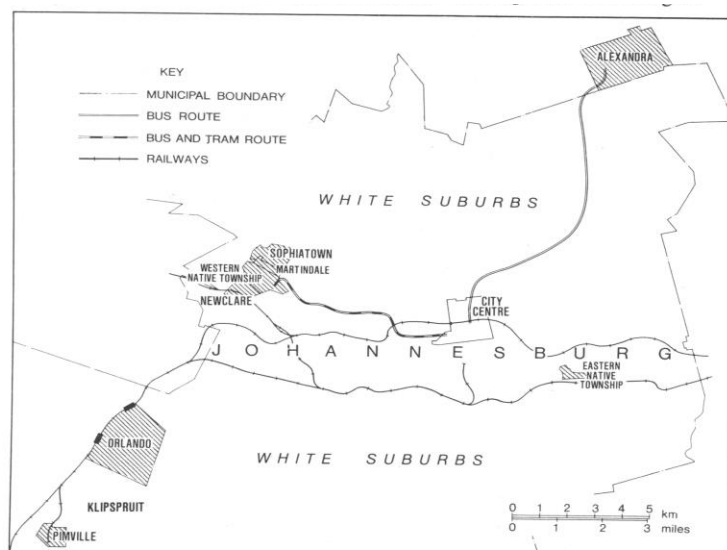 KEY
MUNICIPAL BOUNDARY
BUS ROUTE
BUS AND TRAM ROUTE
RAILWAYS
ALEXANDRA
WHITE SUBURBS
SOPHIATOWN
MARTINDALE
WESTERN
NATIVE TOWNSHIP
NEWCLARE
CITY
CENTRE
JOHANNESBURG
EASTERN
NATIVE
TOWNSHIP
ORLANDO
WHITE SUBURBS
KLIPSPRUIT
PIMVILLE
0 1 2 3 4 5 km
0 1 2 3 miles